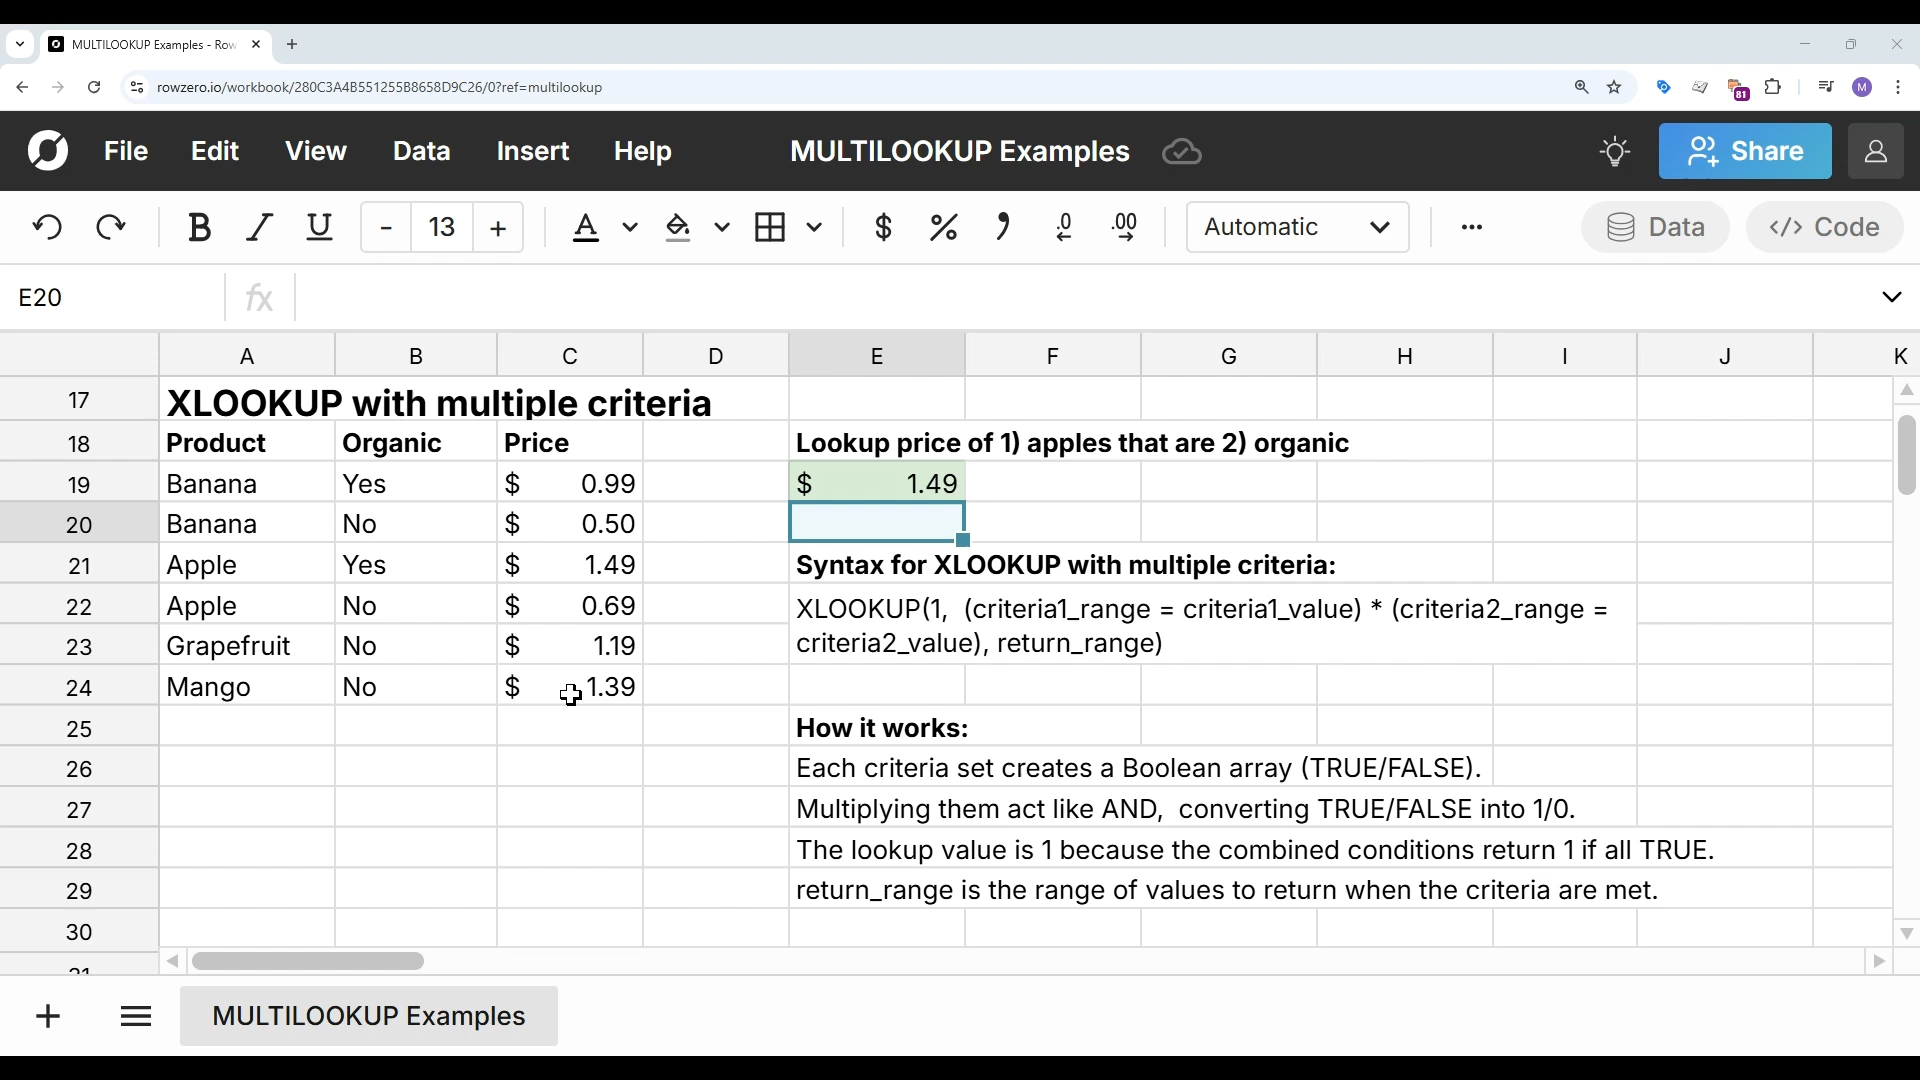 MULTILOOKUP Examples - Row
rowzero.io/workbook/280C3A4B551255B8658D9C26/0?ref=multilookup
81
M
File Edit View Data Insert Help MULTILOOKUP Examples Share
B I U - 13 + A $ % , .0 .00 Automatic Data Code
E20 fx
A B C D E F G H I J K
17 XLOOKUP with multiple criteria
18 Product Organic Price Lookup price of 1) apples that are 2) organic
19 Banana Yes $ 0.99 $ 1.49
20 Banana No $ 0.50
21 Apple Yes $ 1.49 Syntax for XLOOKUP with multiple criteria:
22 Apple No $ 0.69 XLOOKUP(1, (criteria1_range = criteria1_value) * (criteria2_range =
23 Grapefruit No $ 1.19 criteria2_value), return_range)
24 Mango No $ 1.39
25 How it works:
26 Each criteria set creates a Boolean array (TRUE/FALSE).
27 Multiplying them act like AND, converting TRUE/FALSE into 1/0.
28 The lookup value is 1 because the combined conditions return 1 if all TRUE.
29 return_range is the range of values to return when the criteria are met.
30
MULTILOOKUP Examples